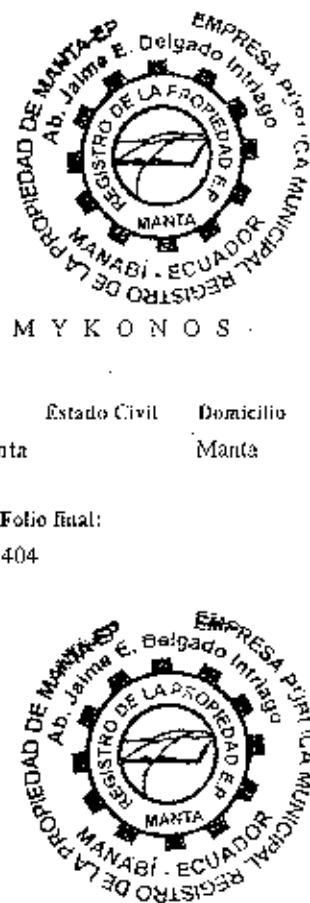 EMPRESA PÚBLICA MUNICIPAL REGISTRO DE LA PROPIEDAD DE MANTA-EP
Ab. Jaime E. Delgado Intriago
REGISTRO DE LA PROPIEDAD E.P
MANTA
MANABÍ - ECUADOR
M Y K O N O S
Estado Civil Domicilio
nta Manta
Folio final:
404
EMPRESA PÚBLICA MUNICIPAL REGISTRO DE LA PROPIEDAD DE MANTA-EP
Ab. Jaime E. Delgado Intriago
REGISTRO DE LA PROPIEDAD E.P
MANTA
MANABÍ - ECUADOR